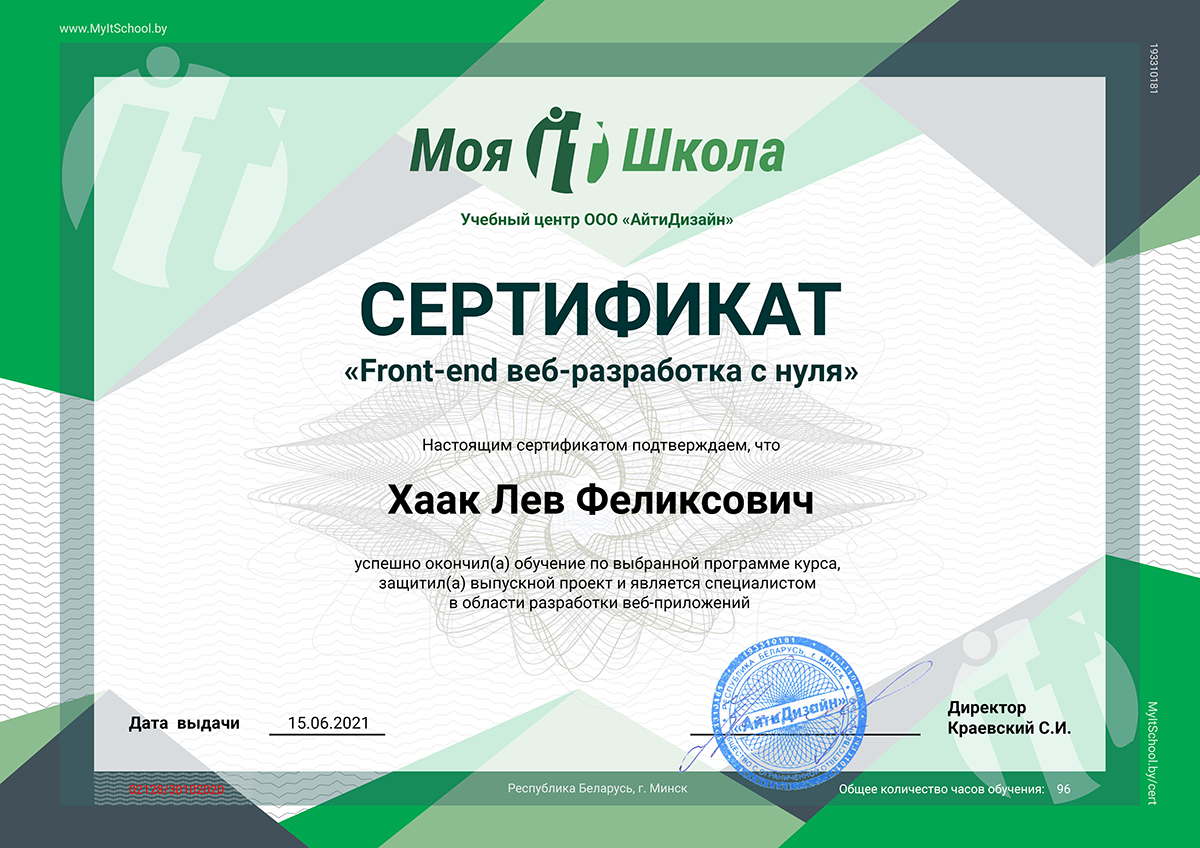 www.MyItSchool.by
193310181
Моя it Школа
Учебный центр ООО «АйтиДизайн»
СЕРТИФИКАТ
«Front-end веб-разработка с нуля»
Настоящим сертификатом подтверждаем, что
Хаак Лев Феликсович
успешно окончил(а) обучение по выбранной программе курса,
защитил(а) выпускной проект и является специалистом
в области разработки веб-приложений
Дата выдачи 15.06.2021
193310181
РЕСПУБЛИКА БЕЛАРУСЬ, г. МИНСК
«АйтиДизайн»
Директор
Краевский С.И.
Республика Беларусь, г. Минск
Общее количество часов обучения: 96
MyItSchool.by/cert